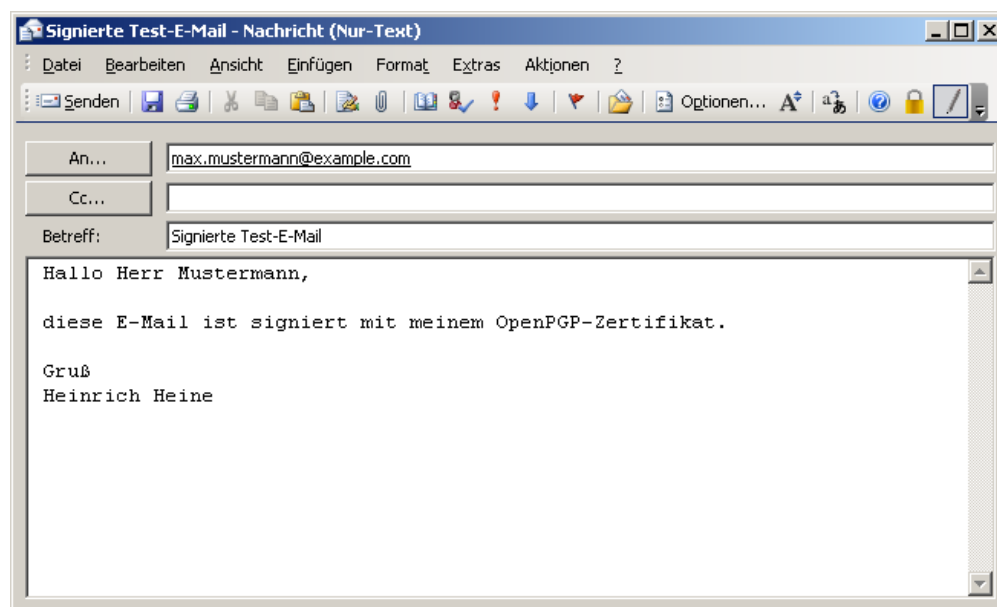 Signierte Test-E-Mail - Nachricht (Nur-Text)
Datei Bearbeiten Ansicht Einfügen Format Extras Aktionen ?
Senden Optionen...
An... max.mustermann@example.com
Cc...
Betreff: Signierte Test-E-Mail
Hallo Herr Mustermann,
diese E-Mail ist signiert mit meinem OpenPGP-Zertifikat.
Gruß
Heinrich Heine